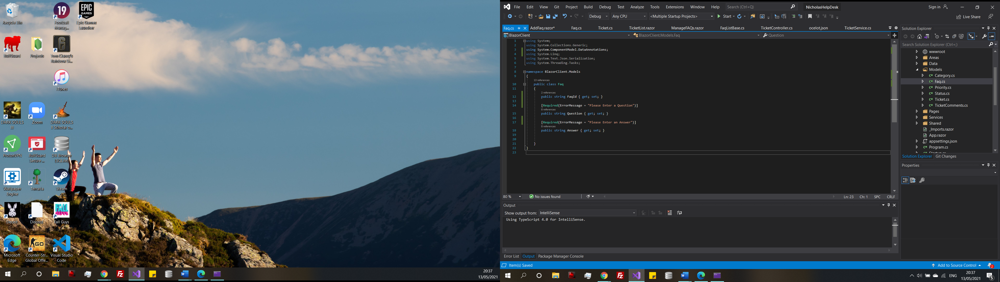 Recycle Bin
19
Football
Manag...
EPIC
GAMES
Epic Games
Launcher
BullGuard
Projects
6
Tom Clancy's
Rainbow Si...
iTunes
DARK SOULS
III
Zoom
DARK SOULS
II Scholar o...
ProtonVPN
BullGuard
Secure ...
DB Browser
(SQLite)
Wallpaper
Engine
Terraria
Steam
Deceit
Discord
FALL
GUYS
Fall Guys
Microsoft
Edge
GO
Counter-Str...
Global Offe...
Visual Studio
Code
20:37
13/05/2021
File Edit View Git Project Build Debug Test Analyze Tools Extensions Window Help Search (Ctrl+Q) NicholasHelpDesk Sign in
Debug Any CPU <Multiple Startup Projects> Start Live Share
Faq.cs AddFaq.razor* Faq.cs Ticket.cs TicketList.razor ManageFAQs.razor FaqListBase.cs TicketController.cs ocelot.json TicketService.cs
BlazorClient BlazorClient.Models.Faq Question
1 using System;
2 using System.Collections.Generic;
3 using System.ComponentModel.DataAnnotations;
4 using System.Linq;
5 using System.Text.Json.Serialization;
6 using System.Threading.Tasks;
7
8 namespace BlazorClient.Models
9 {
13 references
10 public class Faq
11 {
2 references
12 public string FaqId { get; set; }
13
14 [Required(ErrorMessage = "Please Enter a Question")]
8 references
15 public string Question { get; set; }
16
17 [Required(ErrorMessage = "Please Enter an Answer")]
8 references
18 public string Answer { get; set; }
19
20
21 }
22 }
23
80 % No issues found Ln: 23 Ch: 1 SPC CRLF
Output
Show output from: IntelliSense
Using TypeScript 4.0 for IntelliSense.
Error List Output Package Manager Console
Item(s) Saved Add to Source Control 2
Solution Explorer
Search Solution Explorer (Ctrl+;)
wwwroot
Areas
Data
Models
C# Category.cs
C# Faq.cs
C# Priority.cs
C# Status.cs
C# Ticket.cs
C# TicketComments.cs
Pages
Services
Shared
_Imports.razor
App.razor
appsettings.json
C# Program.cs
C# Startup.cs
Solution Explorer Git Changes
Properties
ENG
20:37
13/05/2021
5